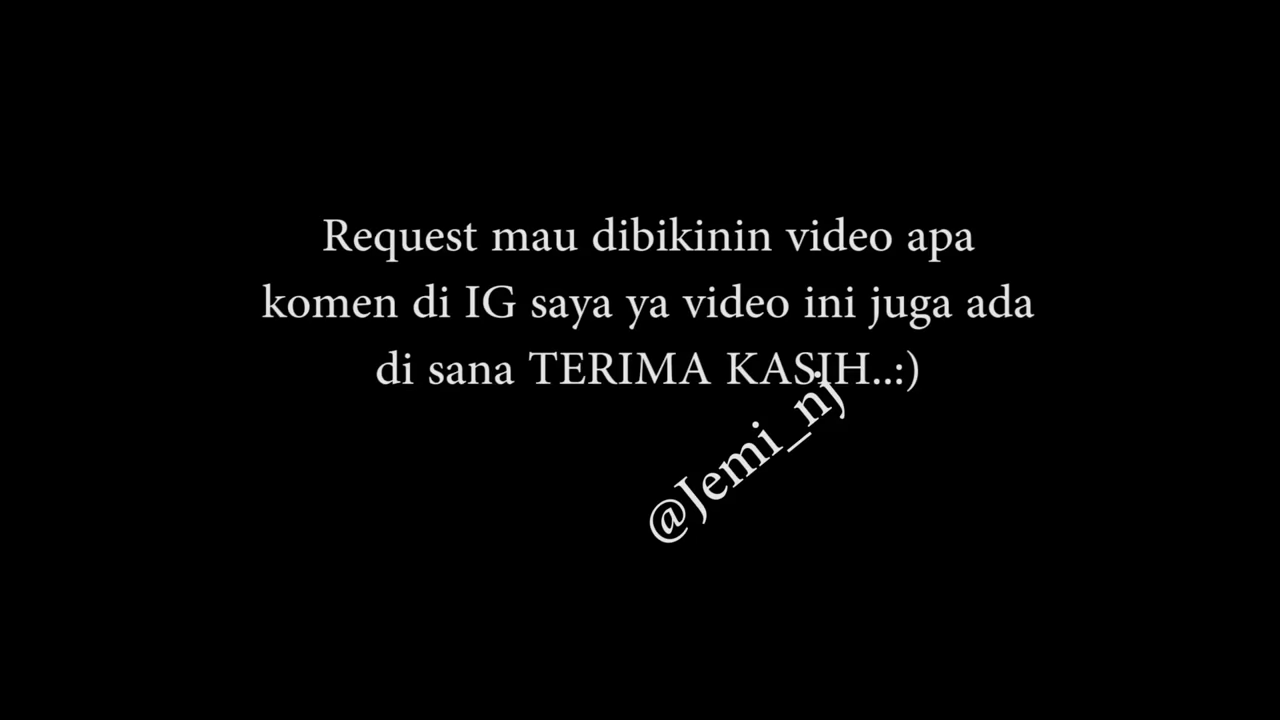 Request mau dibikinin video apa
komen di IG saya ya video ini juga ada
di sana TERIMA KASIH..:)
@Jemi_nj